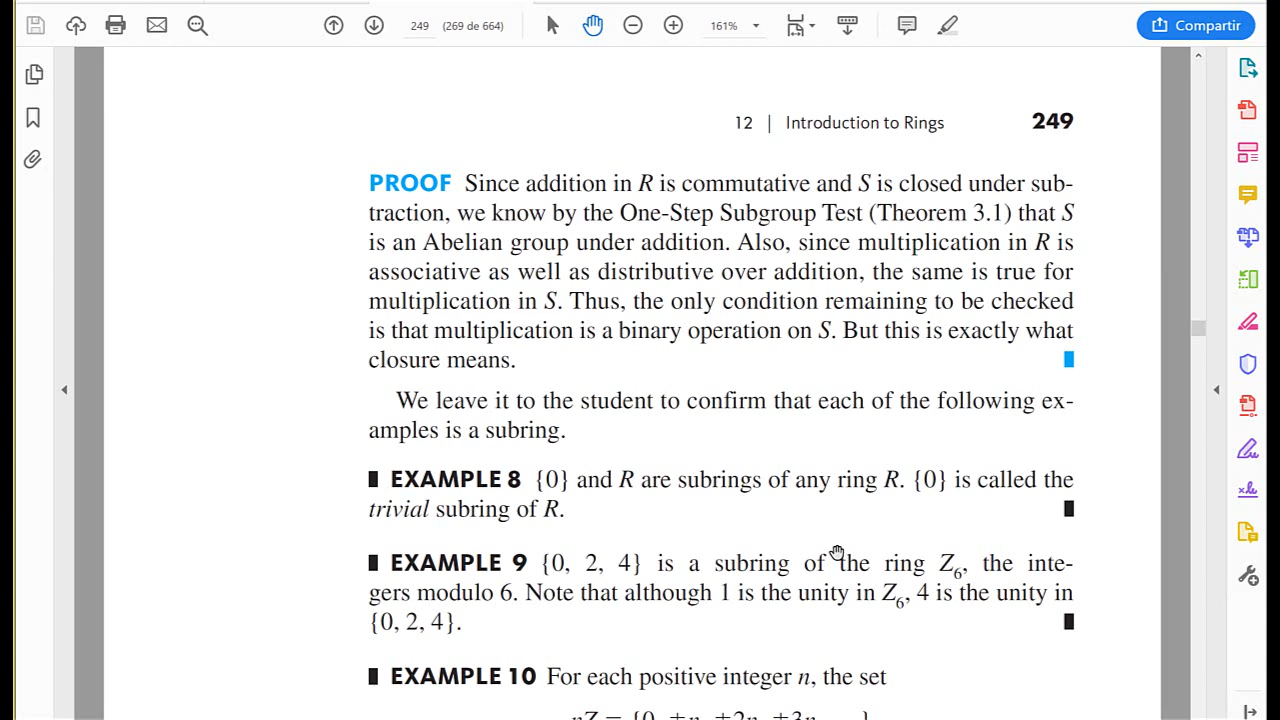 249 (269 de 664)
161%
Compartir
12 | Introduction to Rings 249
PROOF Since addition in R is commutative and S is closed under sub-
traction, we know by the One-Step Subgroup Test (Theorem 3.1) that S
is an Abelian group under addition. Also, since multiplication in R is
associative as well as distributive over addition, the same is true for
multiplication in S. Thus, the only condition remaining to be checked
is that multiplication is a binary operation on S. But this is exactly what
closure means.
We leave it to the student to confirm that each of the following ex-
amples is a subring.
EXAMPLE 8 {0} and R are subrings of any ring R. {0} is called the
trivial subring of R.
EXAMPLE 9 {0, 2, 4} is a subring of the ring Z₆, the inte-
gers modulo 6. Note that although 1 is the unity in Z₆, 4 is the unity in
{0, 2, 4}.
EXAMPLE 10 For each positive integer n, the set
nZ = {0, ±n, ±2n, ±3n, . . .}